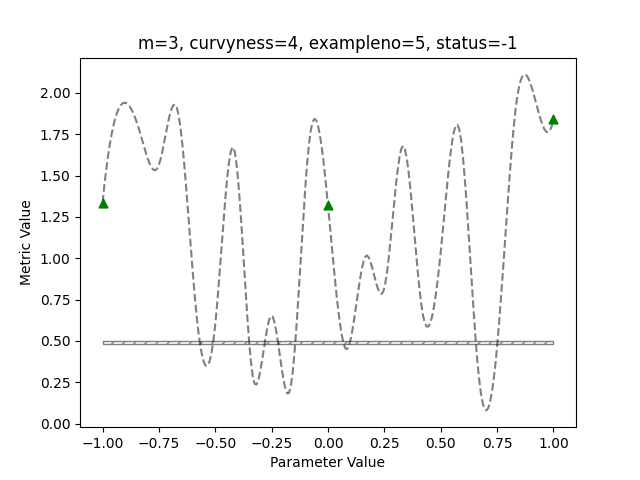 m=3, curvyness=4, exampleno=5, status=-1
Metric Value
2.00
1.75
1.50
1.25
1.00
0.75
0.50
0.25
0.00
−1.00 −0.75 −0.50 −0.25 0.00 0.25 0.50 0.75 1.00
Parameter Value